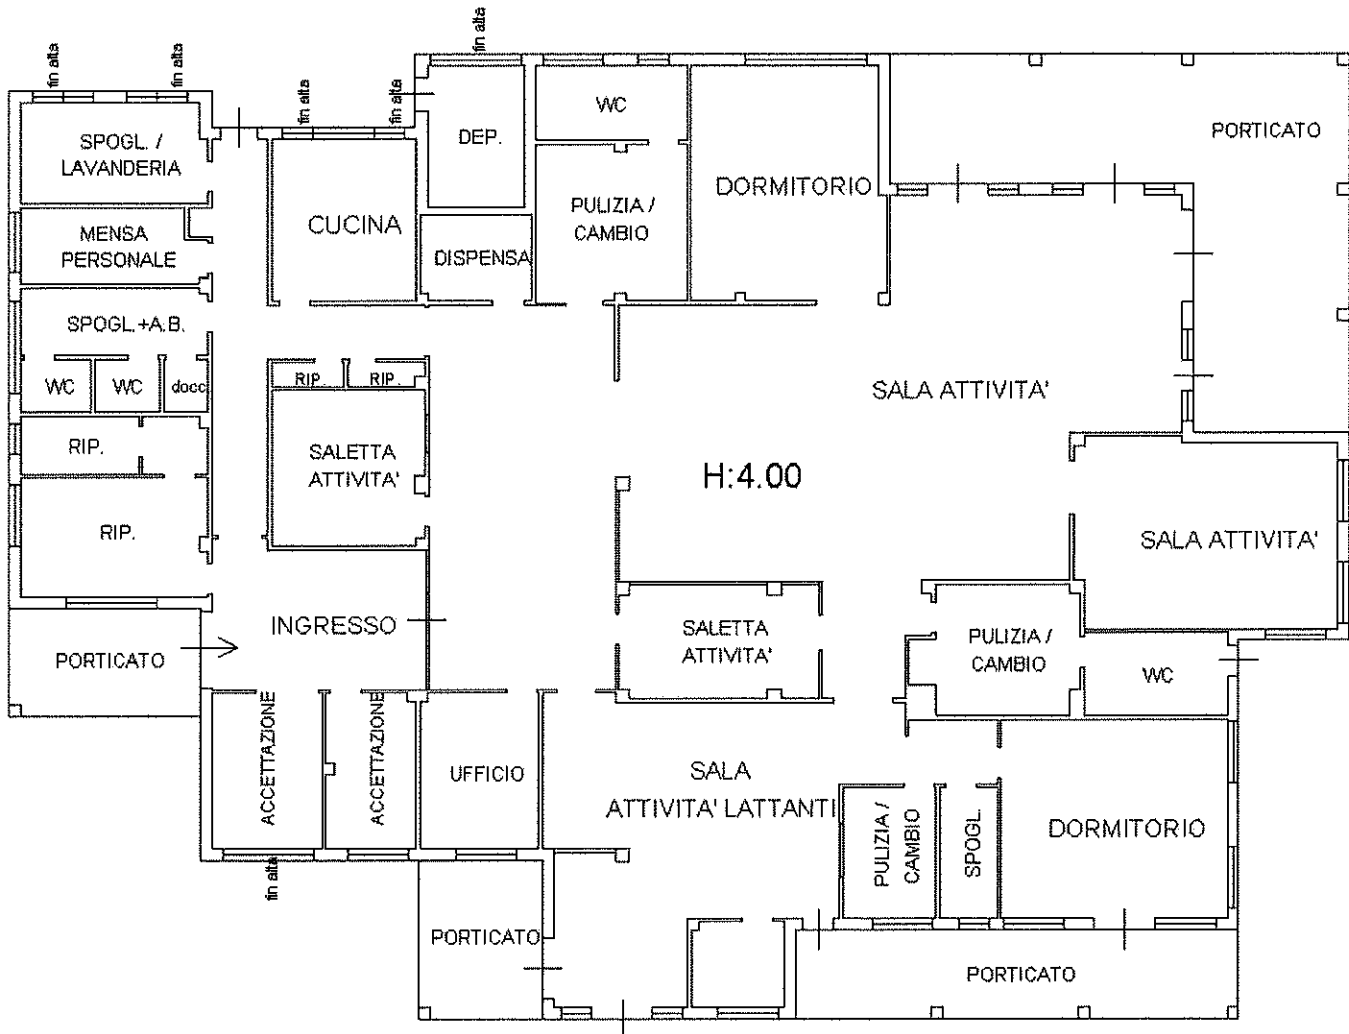 fin alta
fin alta
fin alta
fin alta
fin alta
SPOGL. /
LAVANDERIA
DEP.
WC
PORTICATO
MENSA
PERSONALE
CUCINA
DISPENSA
PULIZIA /
CAMBIO
DORMITORIO
SPOGL.+A.B.
WC
WC
docc
RIP.
RIP.
SALA ATTIVITA'
RIP.
SALETTA
ATTIVITA'
H:4.00
RIP.
SALA ATTIVITA'
INGRESSO
SALETTA
ATTIVITA'
PULIZIA /
CAMBIO
PORTICATO
WC
ACCETTAZIONE
ACCETTAZIONE
UFFICIO
SALA
ATTIVITA' LATTANTI
PULIZIA /
CAMBIO
SPOGL.
DORMITORIO
fin alta
PORTICATO
PORTICATO